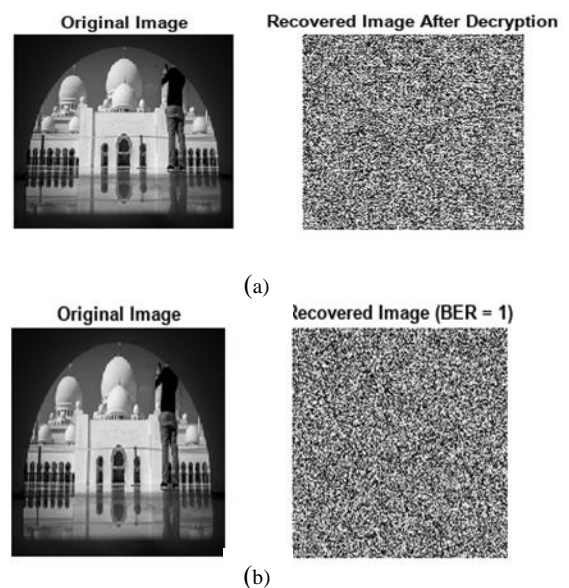 Original Image Recovered Image After Decryption
(a)
Original Image Recovered Image (BER = 1)
(b)